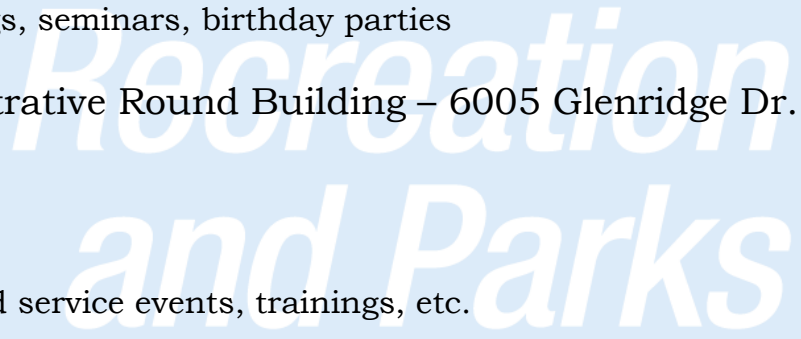 s, seminars, birthday parties
Recreation
trative Round Building – 6005 Glenridge Dr.
and Parks
service events, trainings, etc.